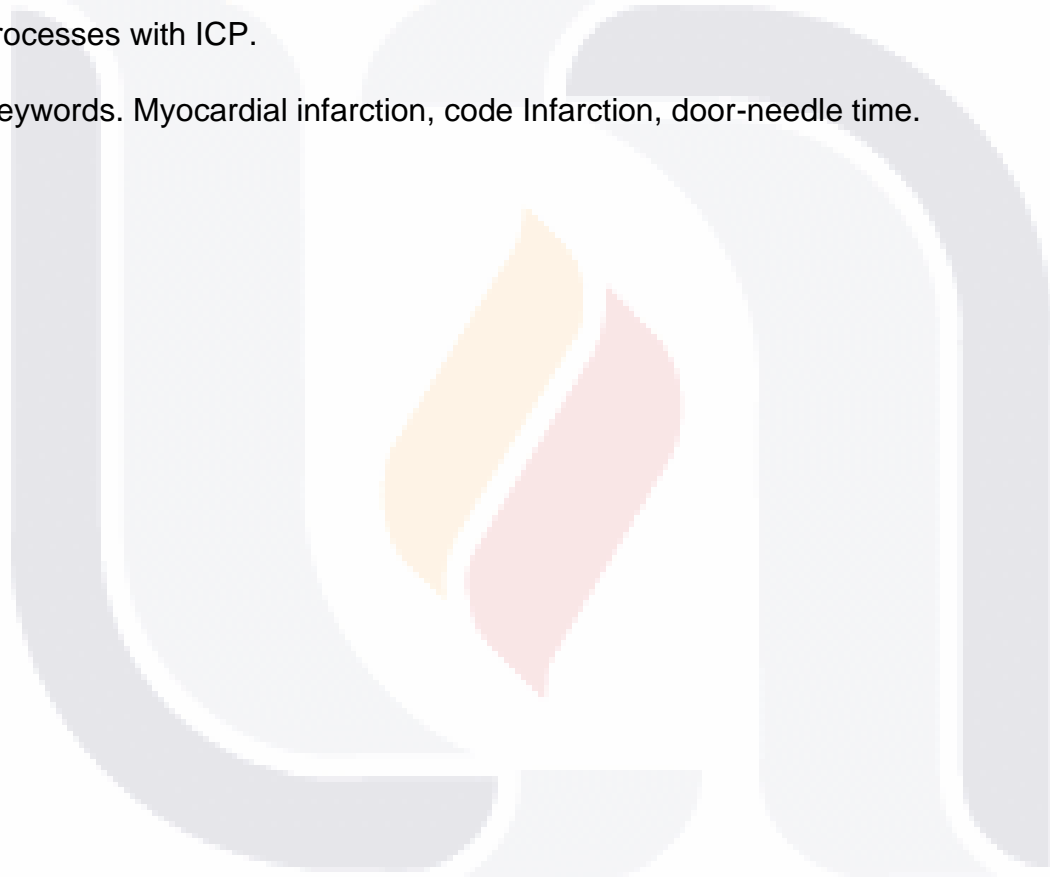 rocesses with ICP.
eywords. Myocardial infarction, code Infarction, door-needle time.